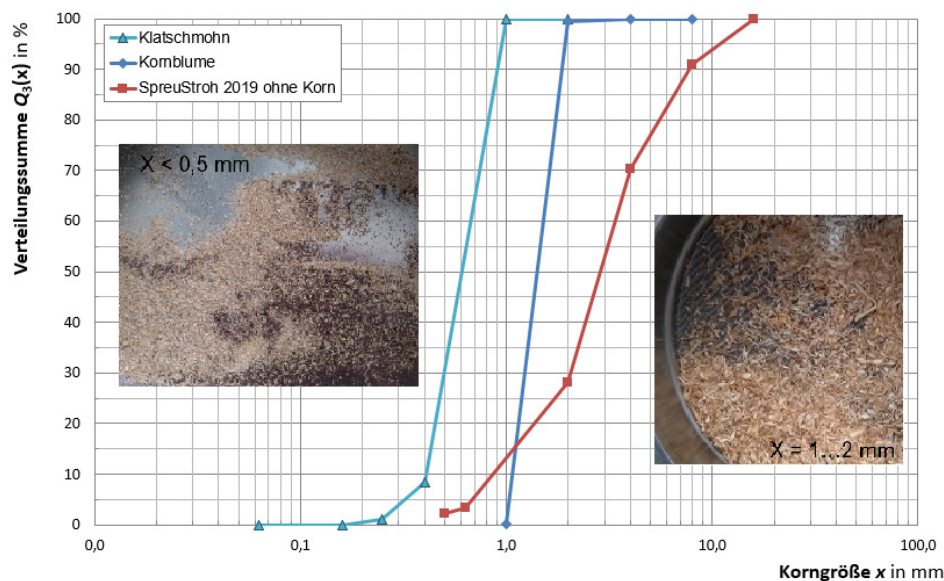 Verteilungssumme Q₃(x) in %
100
90
80
70
60
50
40
30
20
10
0
Klatschmohn
Kornblume
SpreuStroh 2019 ohne Korn
X < 0,5 mm
X = 1...2 mm
0,0
0,1
1,0
10,0
100,0
Korngröße x in mm